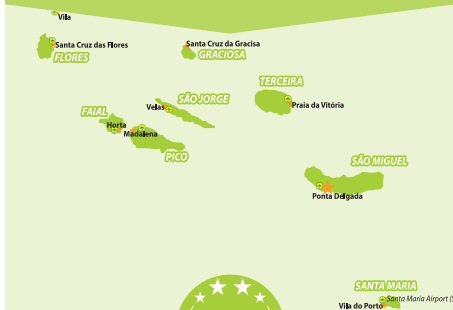 Vila
Santa Cruz das Flores
FLORES
Santa Cruz da Gracisa
GRACIOSA
TERCEIRA
Praia da Vitória
SÃO JORGE
Velas
FAIAL
Horta
Madalena
PICO
SÃO MIGUEL
Ponta Delgada
SANTA MARIA
Santa Maria Airport (S
Vila do Porto